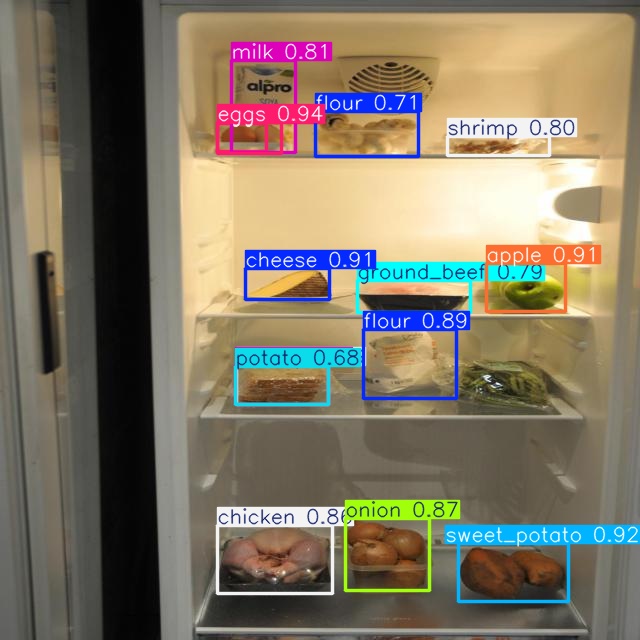 milk 0.81
alpro
SOYA
eggs 0.94
flour 0.71
shrimp 0.80
cheese 0.91
ground_beef 0.79
apple 0.91
flour 0.89
potato 0.68
chicken 0.86
onion 0.87
sweet_potato 0.92